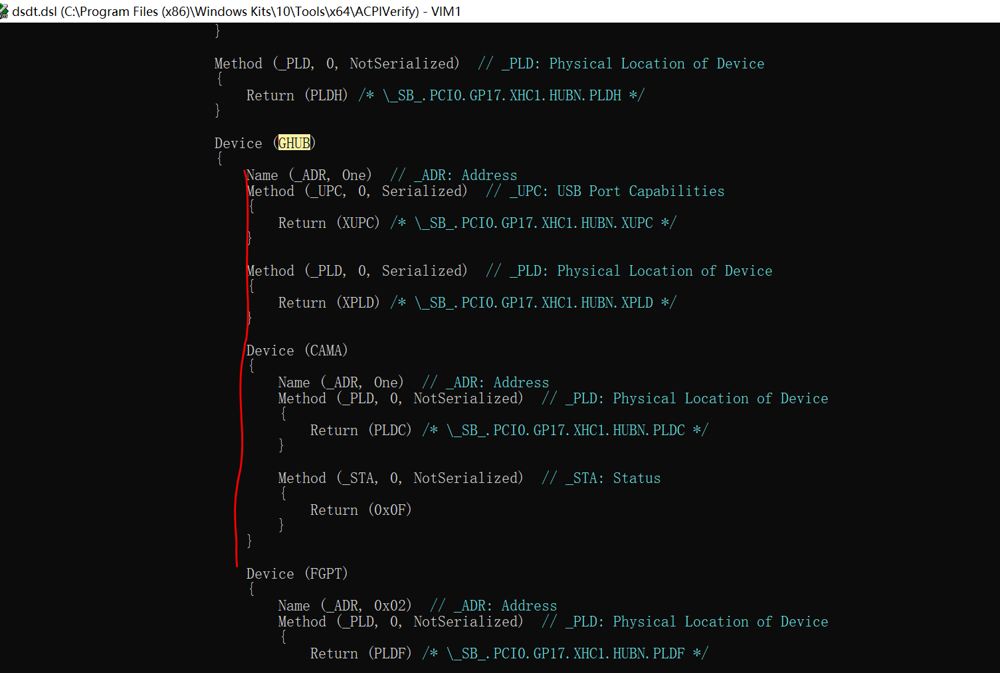 dsdt.dsl (C:\Program Files (x86)\Windows Kits\10\Tools\x64\ACPIVerify) - VIM1
}
Method (_PLD, 0, NotSerialized)  // _PLD: Physical Location of Device
{
Return (PLDH) /* \_SB_.PCI0.GP17.XHC1.HUBN.PLDH */
}
Device (GHUB)
{
Name (_ADR, One)  // _ADR: Address
Method (_UPC, 0, Serialized)  // _UPC: USB Port Capabilities
{
Return (XUPC) /* \_SB_.PCI0.GP17.XHC1.HUBN.XUPC */
}
Method (_PLD, 0, Serialized)  // _PLD: Physical Location of Device
{
Return (XPLD) /* \_SB_.PCI0.GP17.XHC1.HUBN.XPLD */
}
Device (CAMA)
{
Name (_ADR, One)  // _ADR: Address
Method (_PLD, 0, NotSerialized)  // _PLD: Physical Location of Device
{
Return (PLDC) /* \_SB_.PCI0.GP17.XHC1.HUBN.PLDC */
}
Method (_STA, 0, NotSerialized)  // _STA: Status
{
Return (0x0F)
}
}
Device (FGPT)
{
Name (_ADR, 0x02)  // _ADR: Address
Method (_PLD, 0, NotSerialized)  // _PLD: Physical Location of Device
{
Return (PLDF) /* \_SB_.PCI0.GP17.XHC1.HUBN.PLDF */